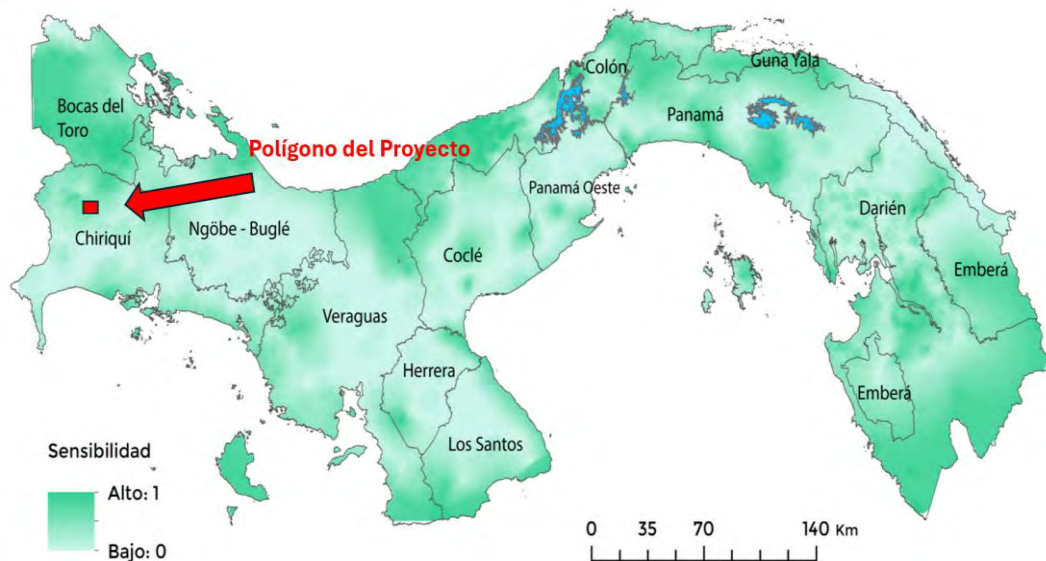 Colón
Guna Yala
Bocas del
Toro
Panamá
Polígono del Proyecto
Panamá Oeste
Darién
Ngöbe - Buglé
Chiriquí
Coclé
Emberá
Veraguas
Herrera
Emberá
Los Santos
Sensibilidad
Alto: 1
Bajo: 0
0 35 70 140 Km